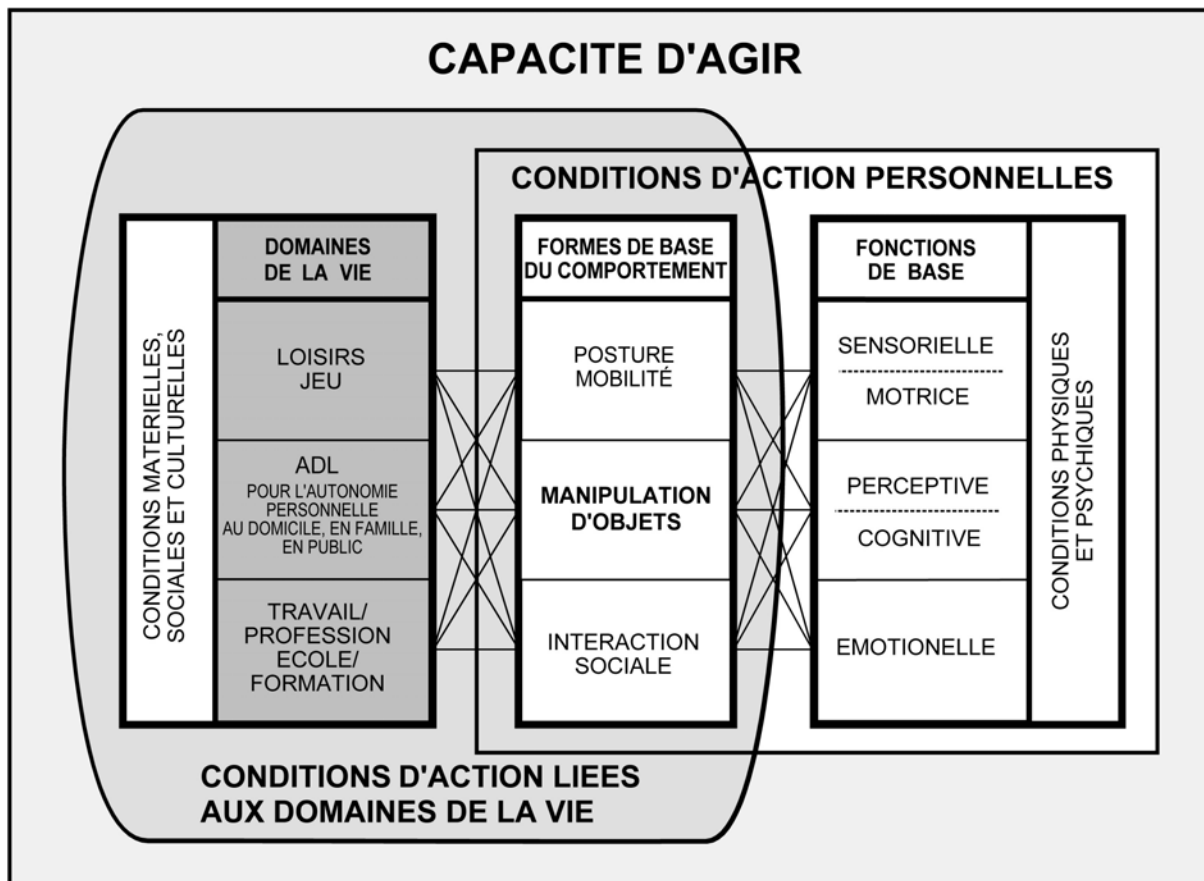 CAPACITE D'AGIR
CONDITIONS D'ACTION PERSONNELLES
CONDITIONS MATERIELLES,
SOCIALES ET CULTURELLES
DOMAINES
DE LA VIE
LOISIRS
JEU
ADL
POUR L'AUTONOMIE
PERSONNELLE
AU DOMICILE, EN FAMILLE,
EN PUBLIC
TRAVAIL/
PROFESSION
ECOLE/
FORMATION
FORMES DE BASE
DU COMPORTEMENT
POSTURE
MOBILITÉ
MANIPULATION
D'OBJETS
INTERACTION
SOCIALE
FONCTIONS
DE BASE
SENSORIELLE
MOTRICE
PERCEPTIVE
COGNITIVE
EMOTIONELLE
CONDITIONS PHYSIQUES
ET PSYCHIQUES
CONDITIONS D'ACTION LIEES
AUX DOMAINES DE LA VIE